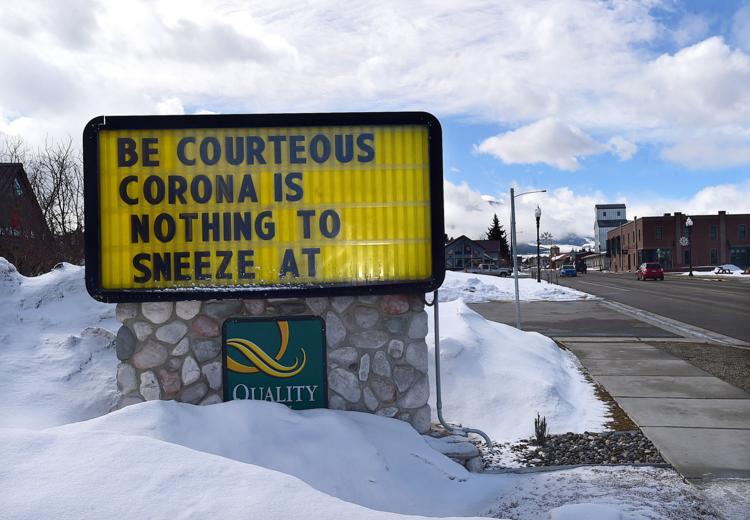 BE COURTEOUS
CORONA IS
NOTHING TO
SNEEZE AT
QUALITY